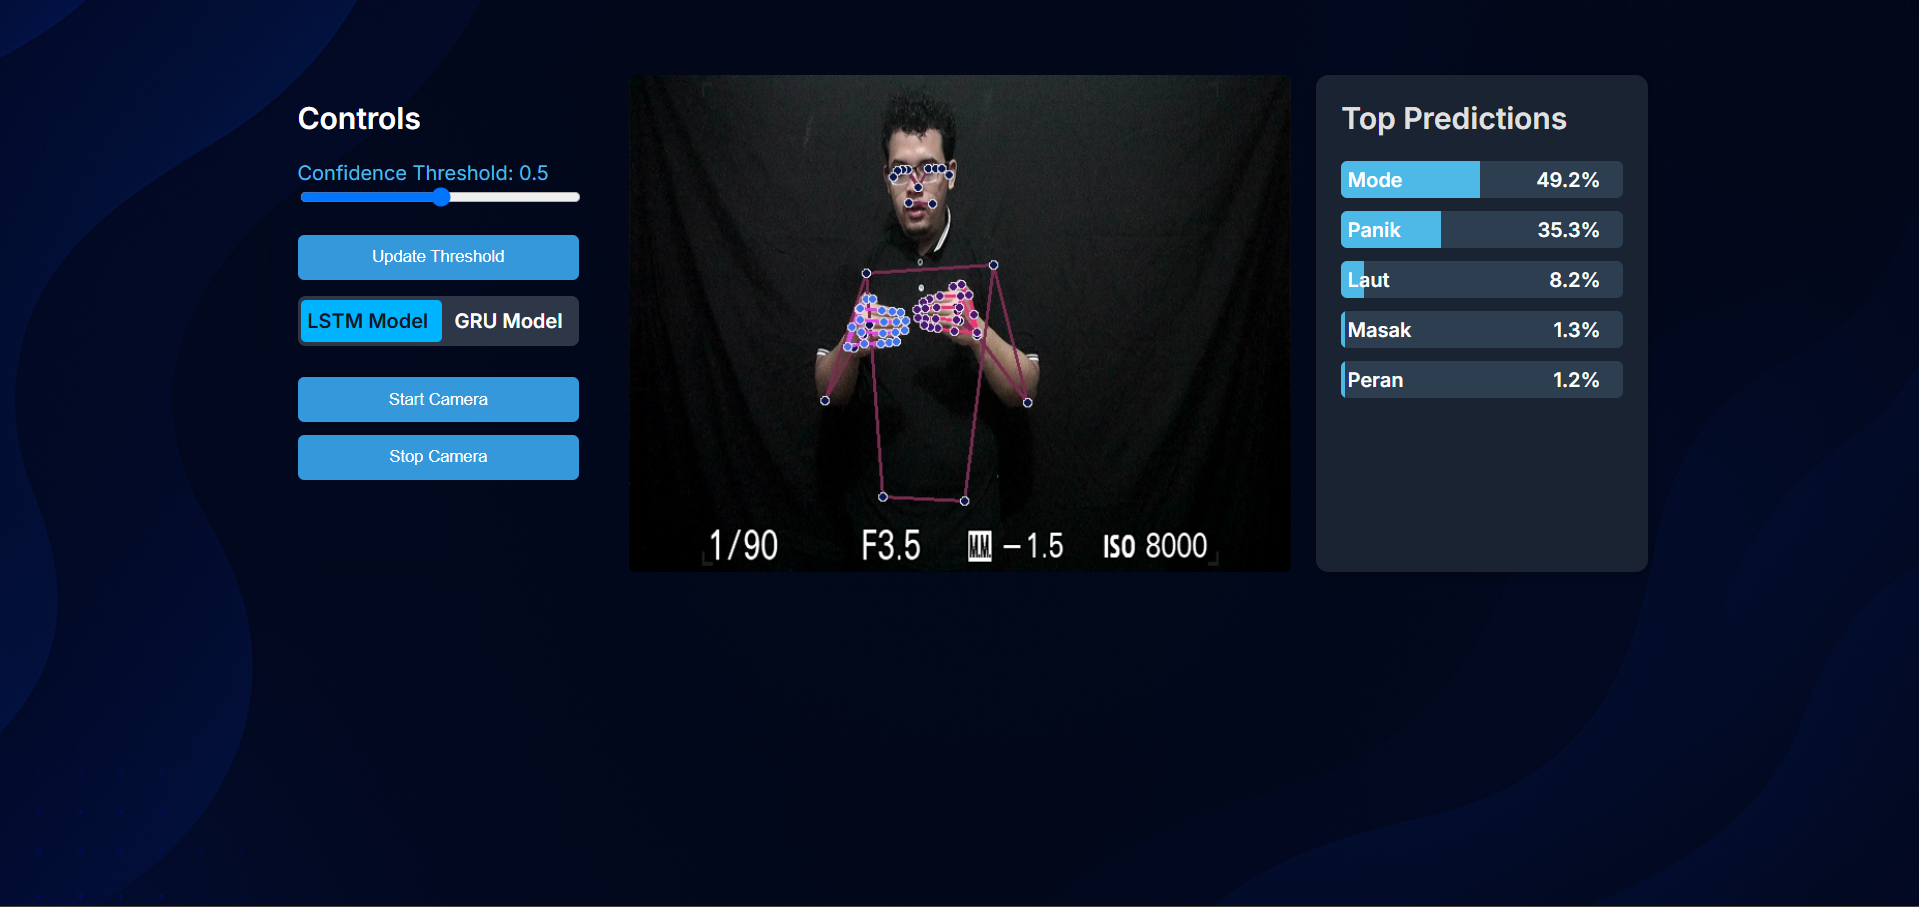 Controls
Confidence Threshold: 0.5
Update Threshold
LSTM Model GRU Model
Start Camera
Stop Camera
1/90 F3.5 M.M. −1.5 ISO 8000
Top Predictions
Mode 49.2%
Panik 35.3%
Laut 8.2%
Masak 1.3%
Peran 1.2%